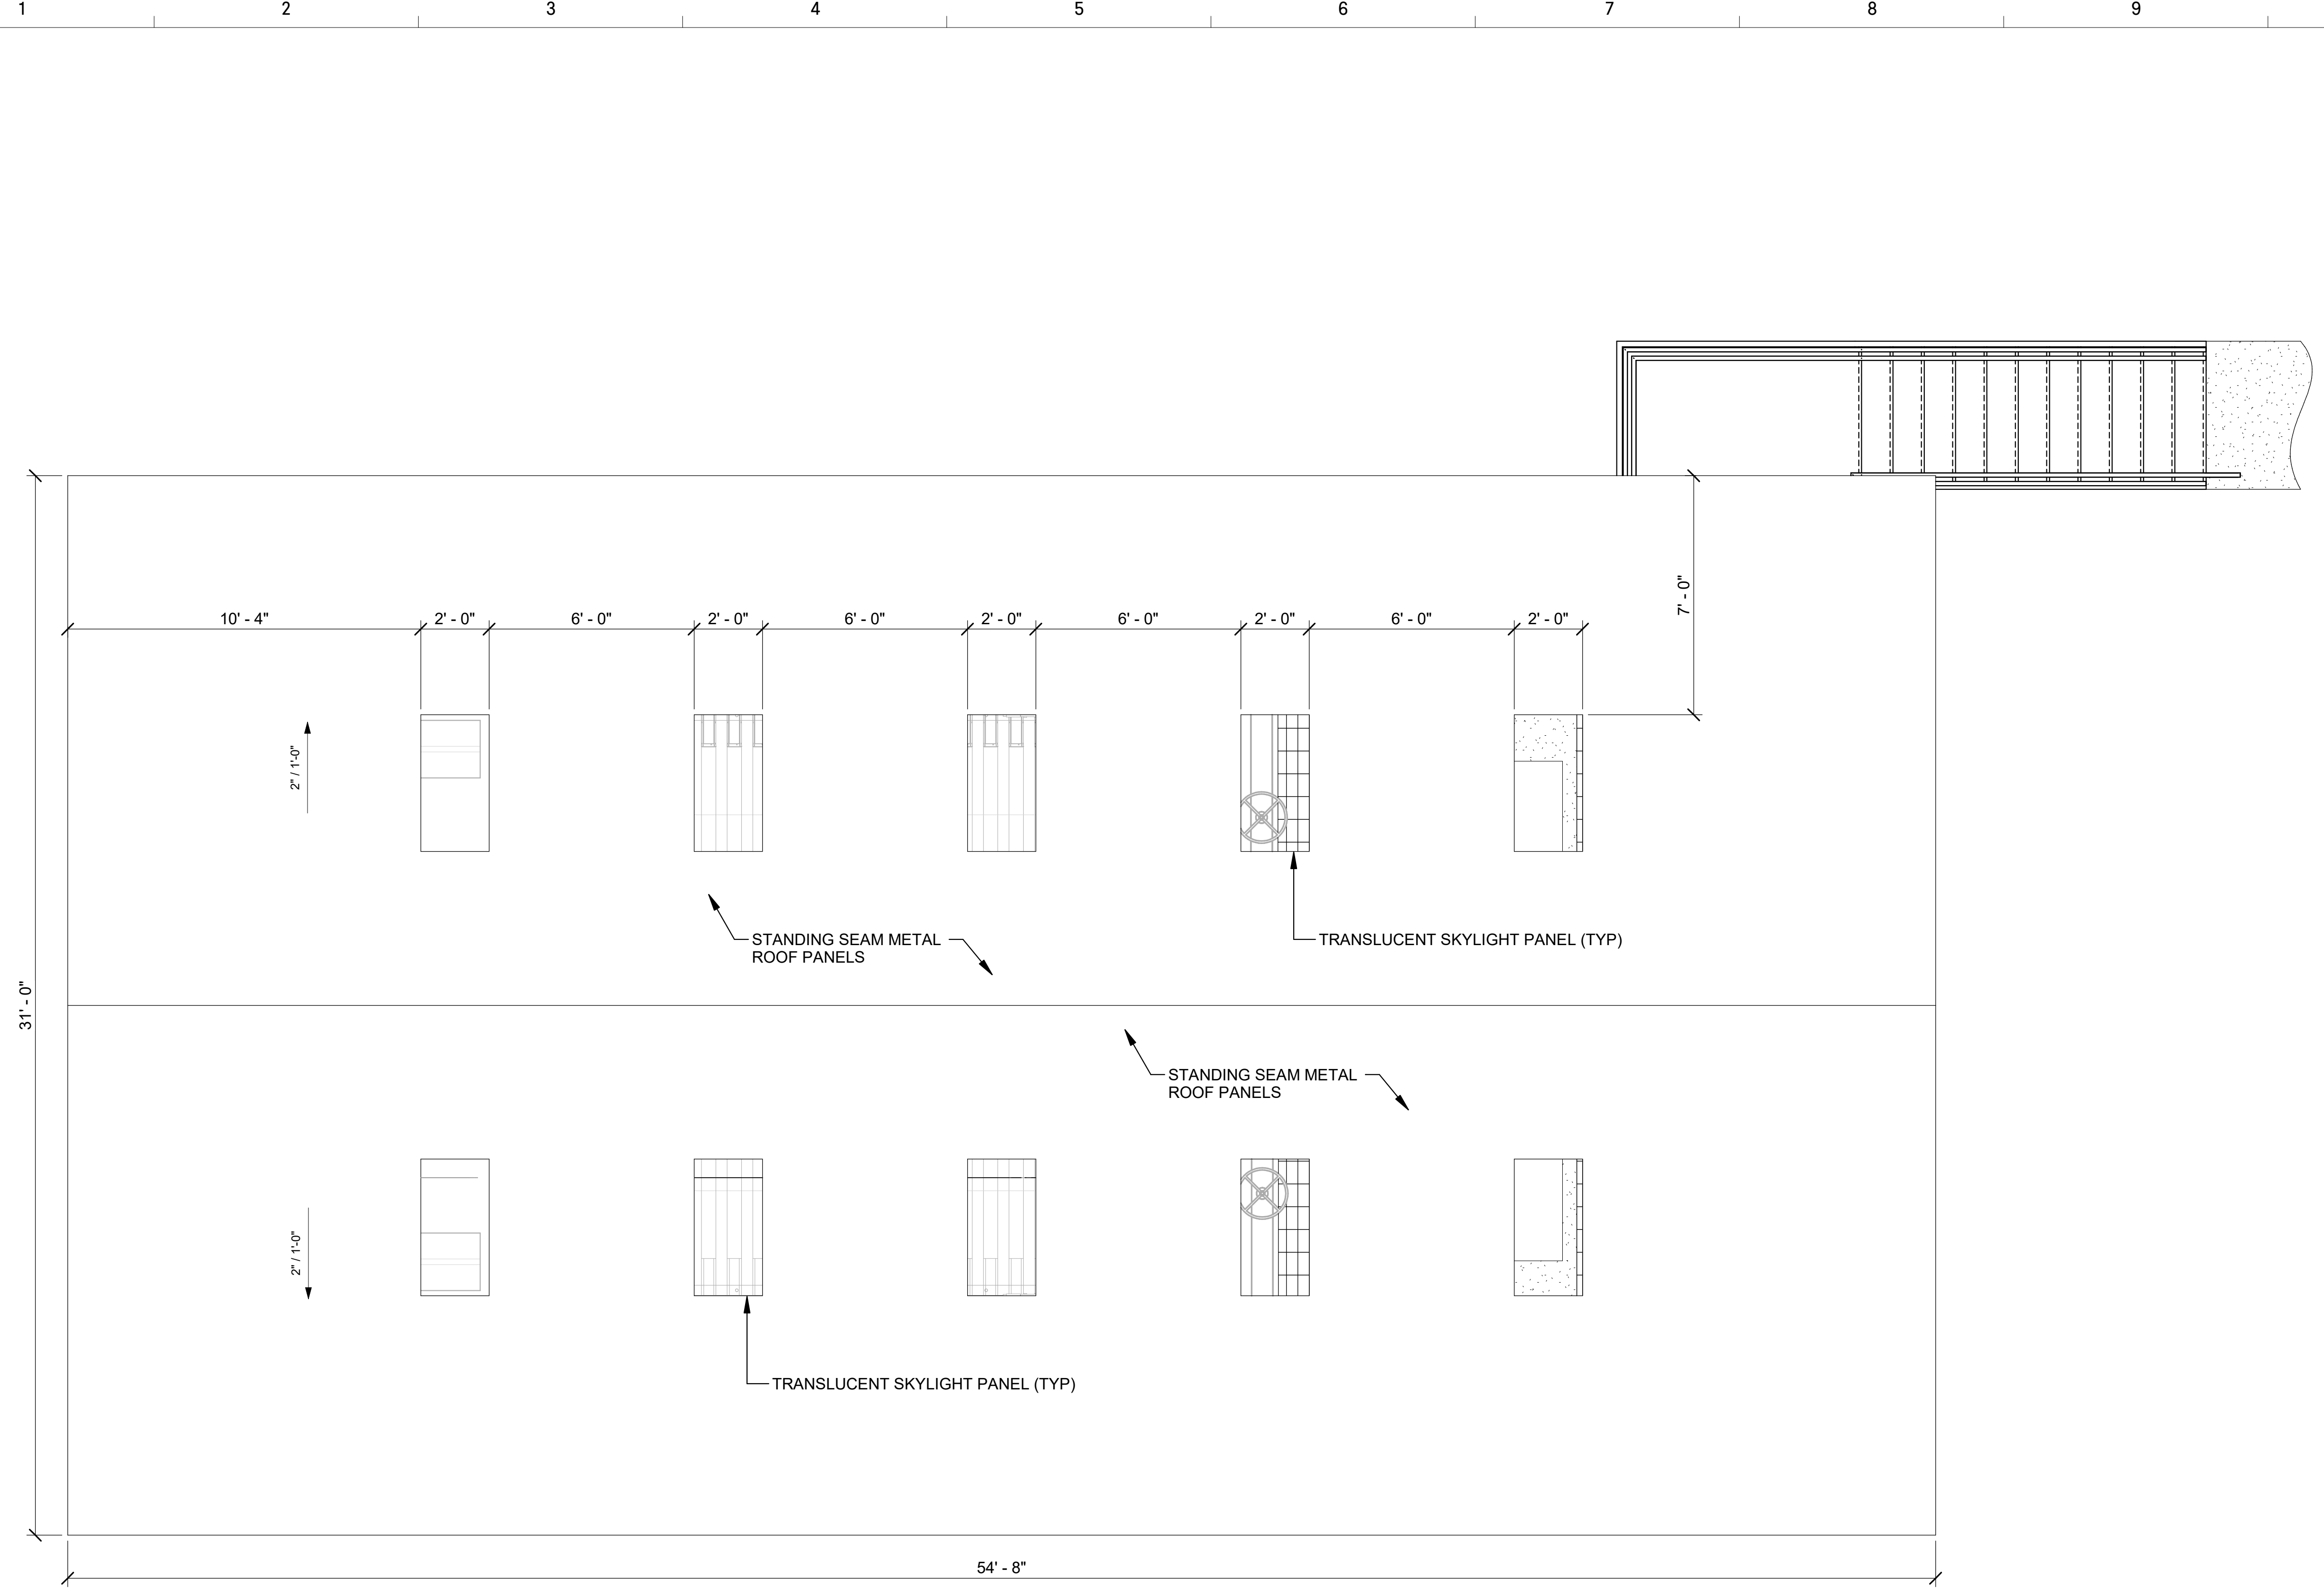 1 2 3 4 5 6 7 8 9
10' - 4" 2' - 0" 6' - 0" 2' - 0" 6' - 0" 2' - 0" 6' - 0" 2' - 0" 6' - 0" 2' - 0"
7' - 0"
2" / 1'-0"
STANDING SEAM METAL
ROOF PANELS
TRANSLUCENT SKYLIGHT PANEL (TYP)
31' - 0"
STANDING SEAM METAL
ROOF PANELS
2" / 1'-0"
TRANSLUCENT SKYLIGHT PANEL (TYP)
54' - 8"